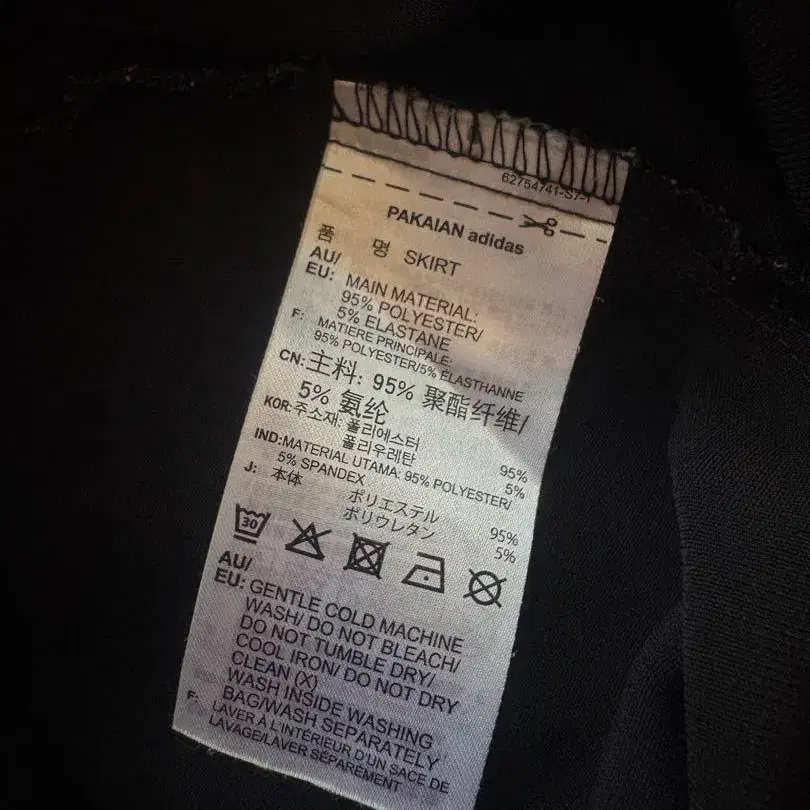 62754741-S7-1
PAKAIAN adidas
품 명 SKIRT
AU/
EU: MAIN MATERIAL:
95% POLYESTER/
5% ELASTANE
F: MATIERE PRINCIPALE:
95% POLYESTER/5% ÉLASTHANNE
CN: 主料: 95% 聚酯纤维/
5% 氨纶
KOR: 주소재: 폴리에스터 95%
폴리우레탄 5%
IND: MATERIAL UTAMA: 95% POLYESTER/
5% SPANDEX
J: 本体 ポリエステル 95%
ポリウレタン 5%
30
AU/
EU: GENTLE COLD MACHINE
WASH/ DO NOT BLEACH/
DO NOT TUMBLE DRY/
COOL IRON/ DO NOT DRY
CLEAN (X)
WASH INSIDE WASHING
BAG/WASH SEPARATELY
F: LAVER À L'INTÉRIEUR D'UN SAC DE
LAVAGE/LAVER SÉPARÉMENT